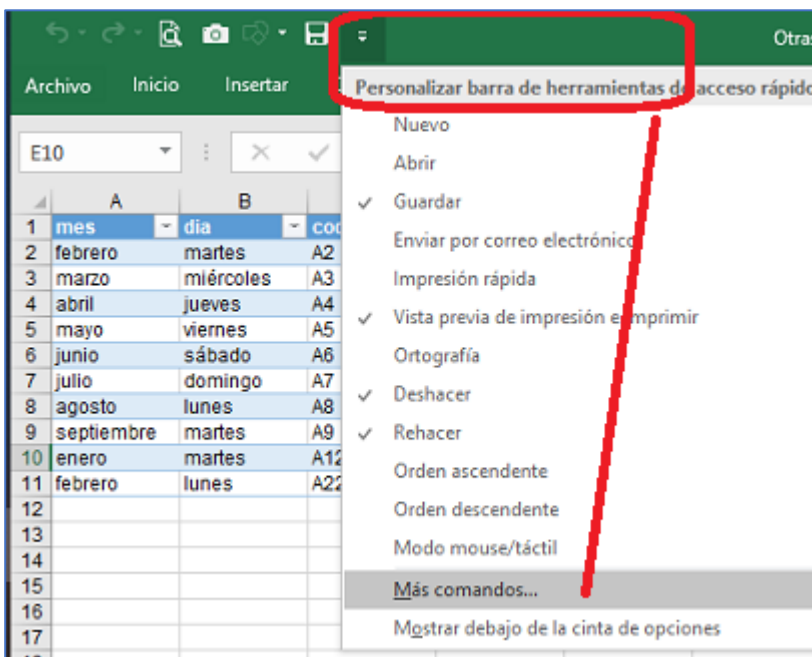 Otras
Archivo Inicio Insertar
Personalizar barra de herramientas de acceso rápido
Nuevo
E10
Abrir
Guardar
Enviar por correo electrónico
Impresión rápida
Vista previa de impresión e imprimir
Ortografía
Deshacer
Rehacer
Orden ascendente
Orden descendente
Modo mouse/táctil
Más comandos...
Mostrar debajo de la cinta de opciones
A B
1 mes dia cod
2 febrero martes A2
3 marzo miércoles A3
4 abril jueves A4
5 mayo viernes A5
6 junio sábado A6
7 julio domingo A7
8 agosto lunes A8
9 septiembre martes A9
10 enero martes A12
11 febrero lunes A22
12
13
14
15
16
17